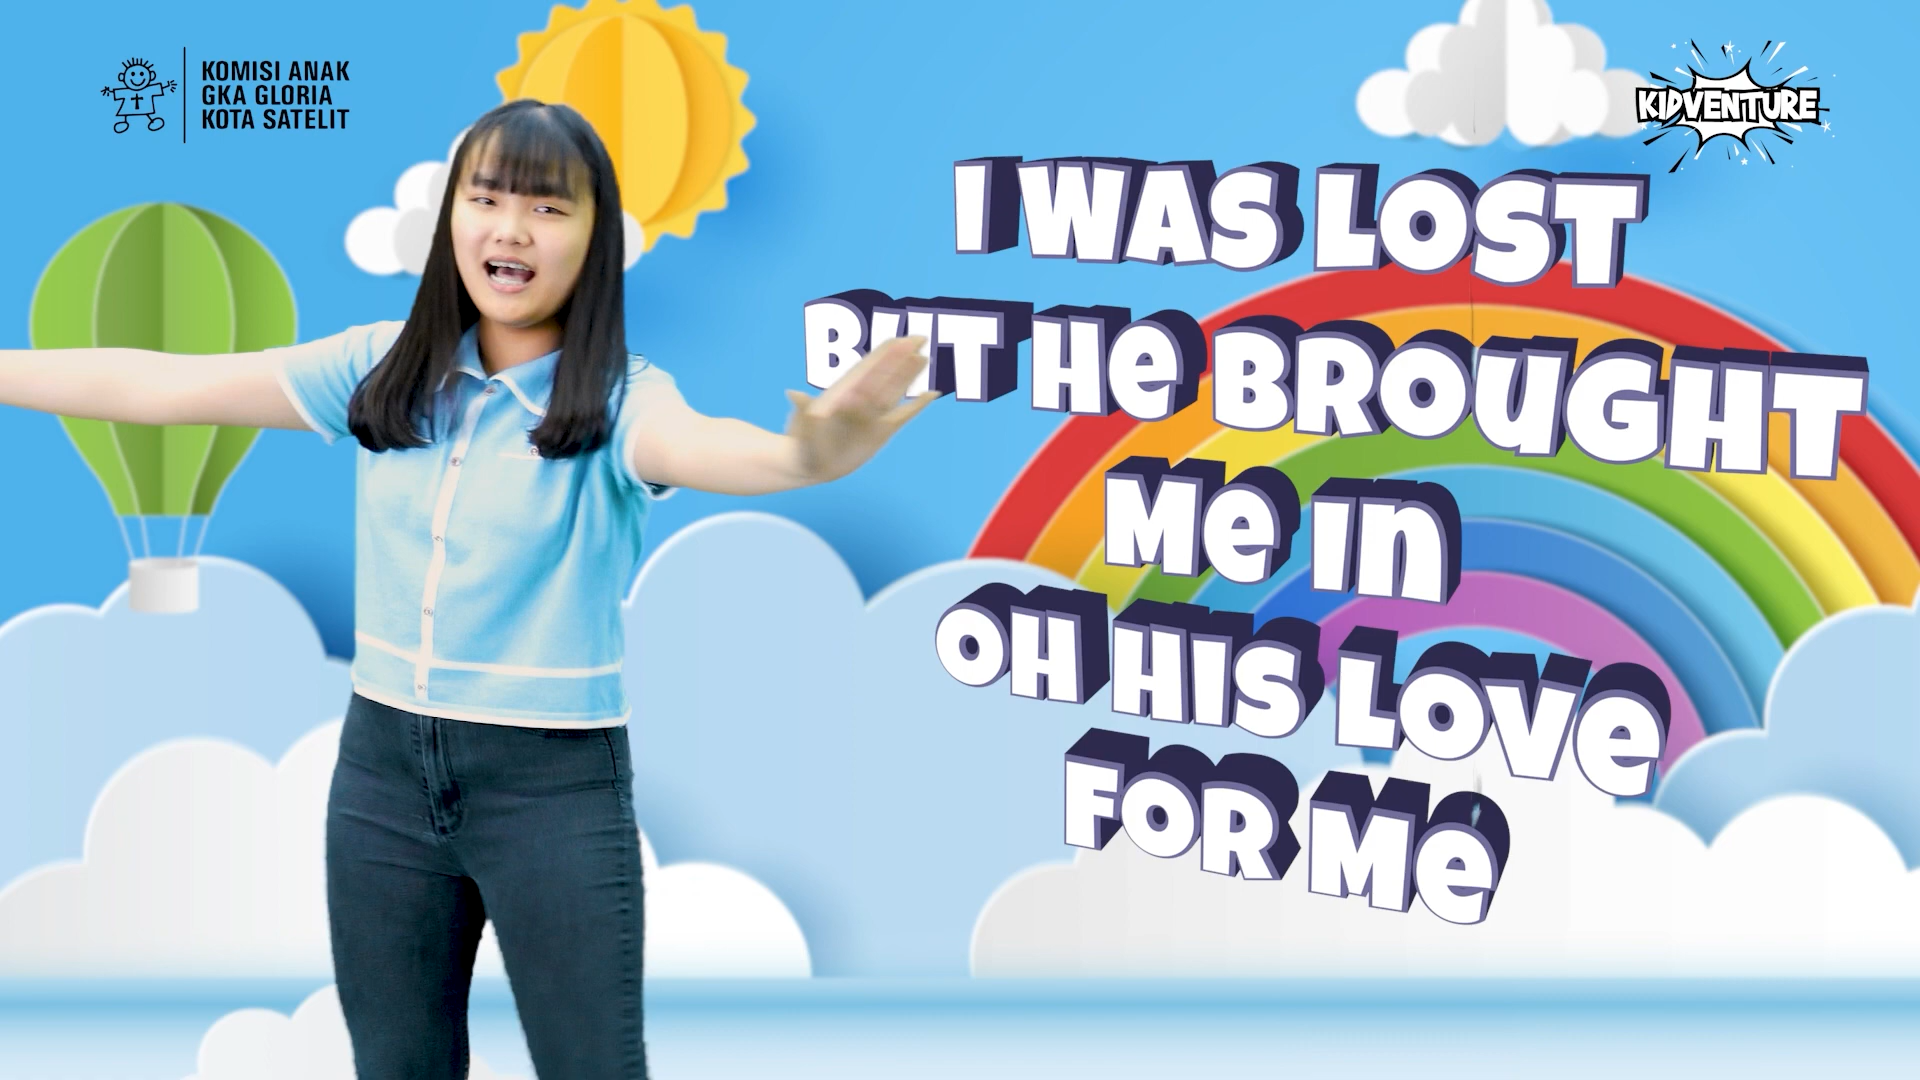 KOMISI ANAK
GKA GLORIA
KOTA SATELIT
KIDVENTURE
I WAS LOST
BUT HE BROUGHT
ME IN
OH HIS LOVE
FOR ME